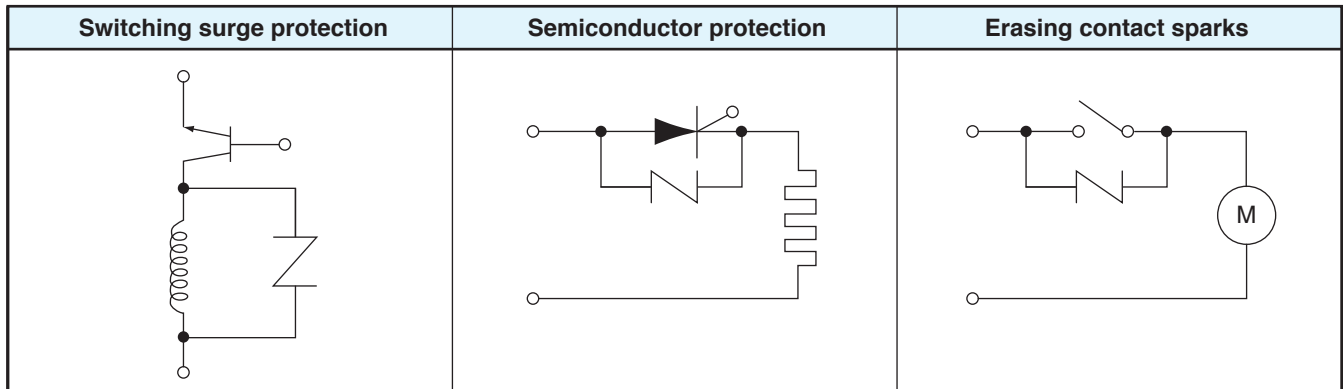 Switching surge protection
Semiconductor protection
Erasing contact sparks
M